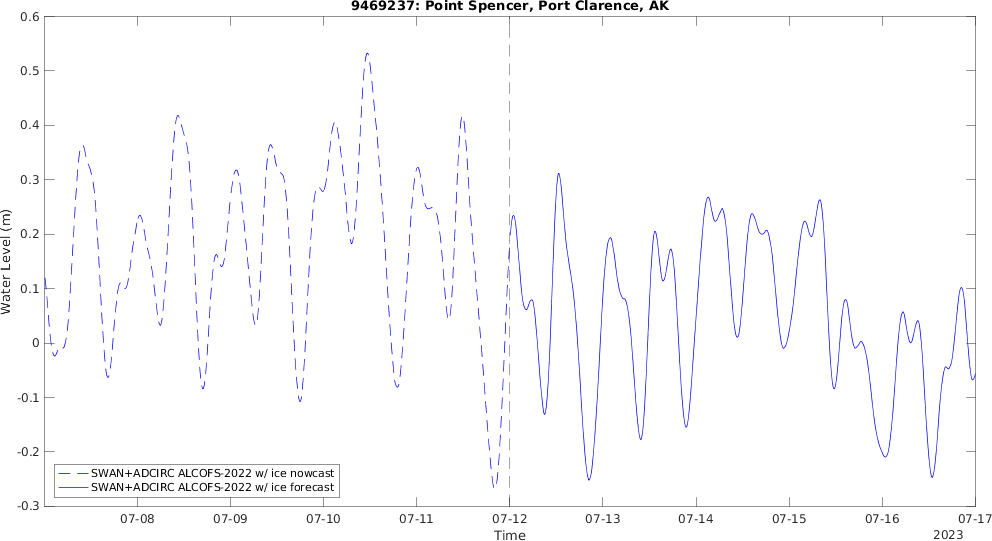 9469237: Point Spencer, Port Clarence, AK
0.6
0.5
0.4
0.3
0.2
0.1
0
-0.1
-0.2
-0.3
Water Level (m)
SWAN+ADCIRC ALCOFS-2022 w/ ice nowcast
SWAN+ADCIRC ALCOFS-2022 w/ ice forecast
07-08 07-09 07-10 07-11 07-12 07-13 07-14 07-15 07-16 07-17
Time
2023